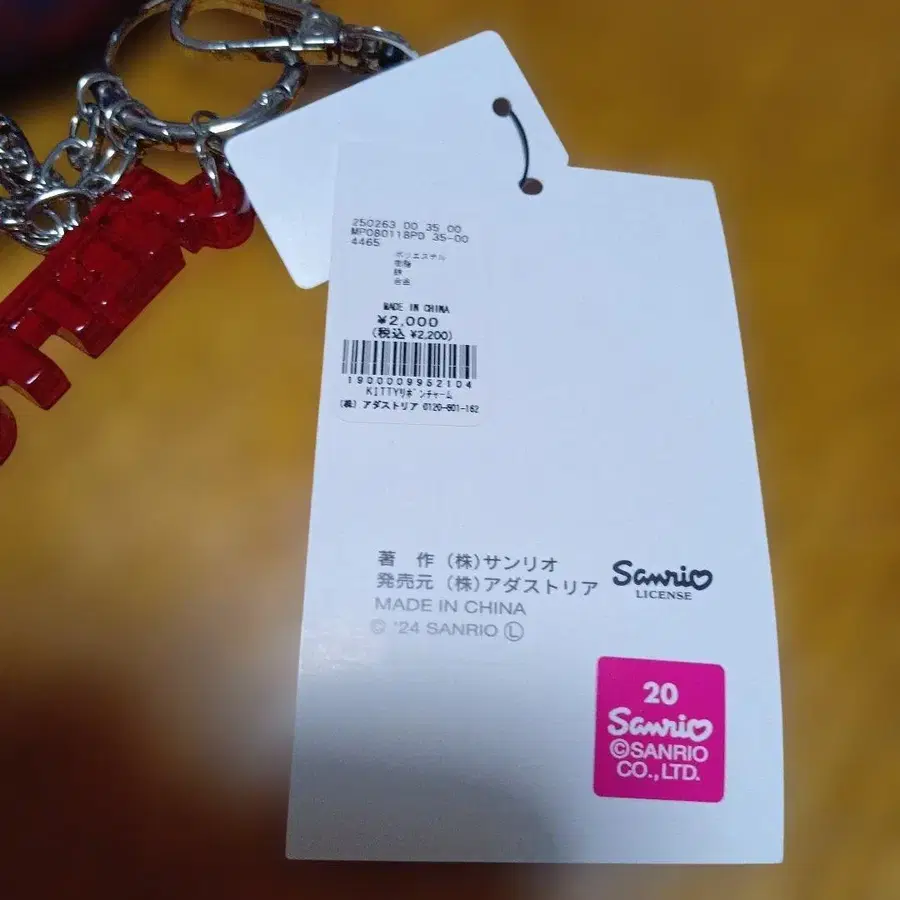 250263 00 35 00
MP080118PD 35-00
4465
ポリエステル
樹脂
鉄
合金
MADE IN CHINA
¥2,000
(税込 ¥2,200)
1900009952104
KITTYリボンチャーム
(株) アダストリア 0120-601-162
著 作 (株)サンリオ
発売元 (株)アダストリア
MADE IN CHINA
© '24 SANRIO Ⓛ
Sanrio
LICENSE
20
Sanrio
©SANRIO
CO., LTD.